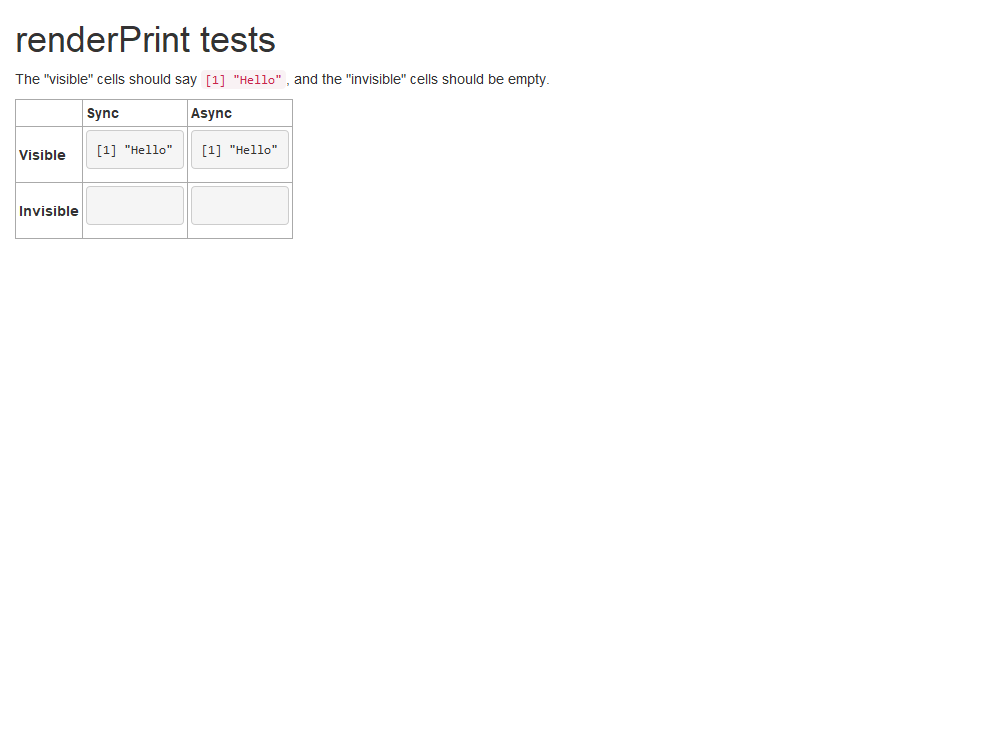 renderPrint tests
The "visible" cells should say [1] "Hello" , and the "invisible" cells should be empty.
Sync Async
Visible [1] "Hello" [1] "Hello"
Invisible